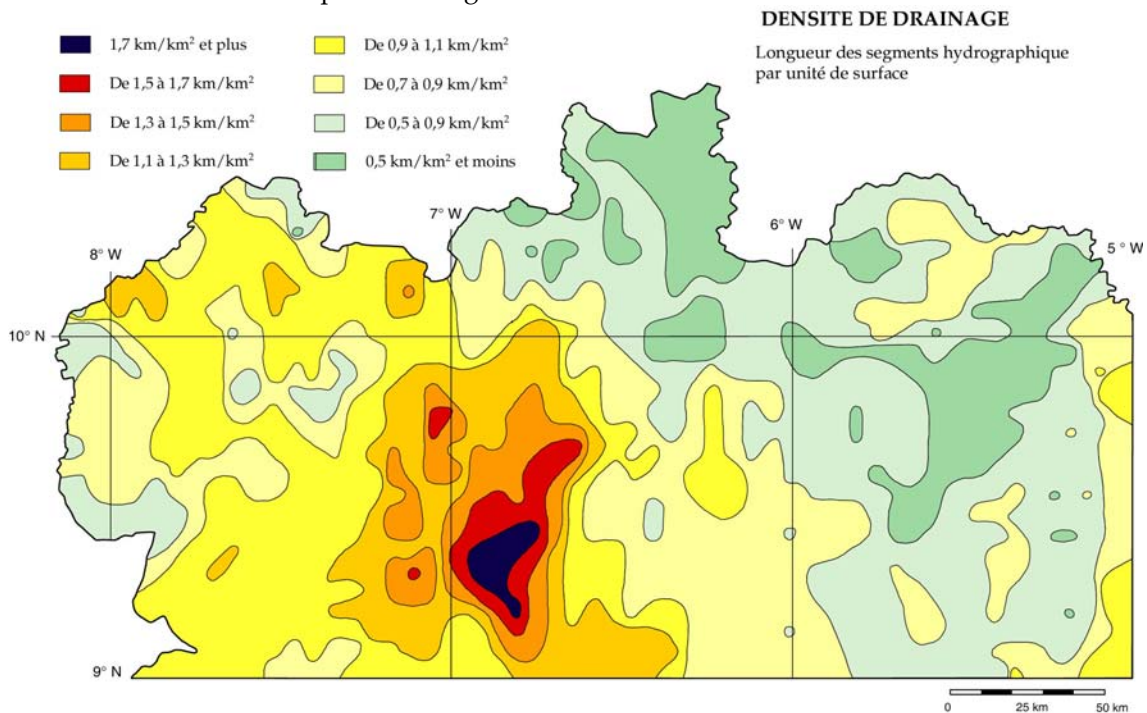 DENSITE DE DRAINAGE
Longueur des segments hydrographique
par unité de surface
1,7 km/km² et plus
De 1,5 à 1,7 km/km²
De 1,3 à 1,5 km/km²
De 1,1 à 1,3 km/km²
De 0,9 à 1,1 km/km²
De 0,7 à 0,9 km/km²
De 0,5 à 0,9 km/km²
0,5 km/km² et moins
8° W
7° W
6° W
5° W
10° N
9° N
0 25 km 50 km